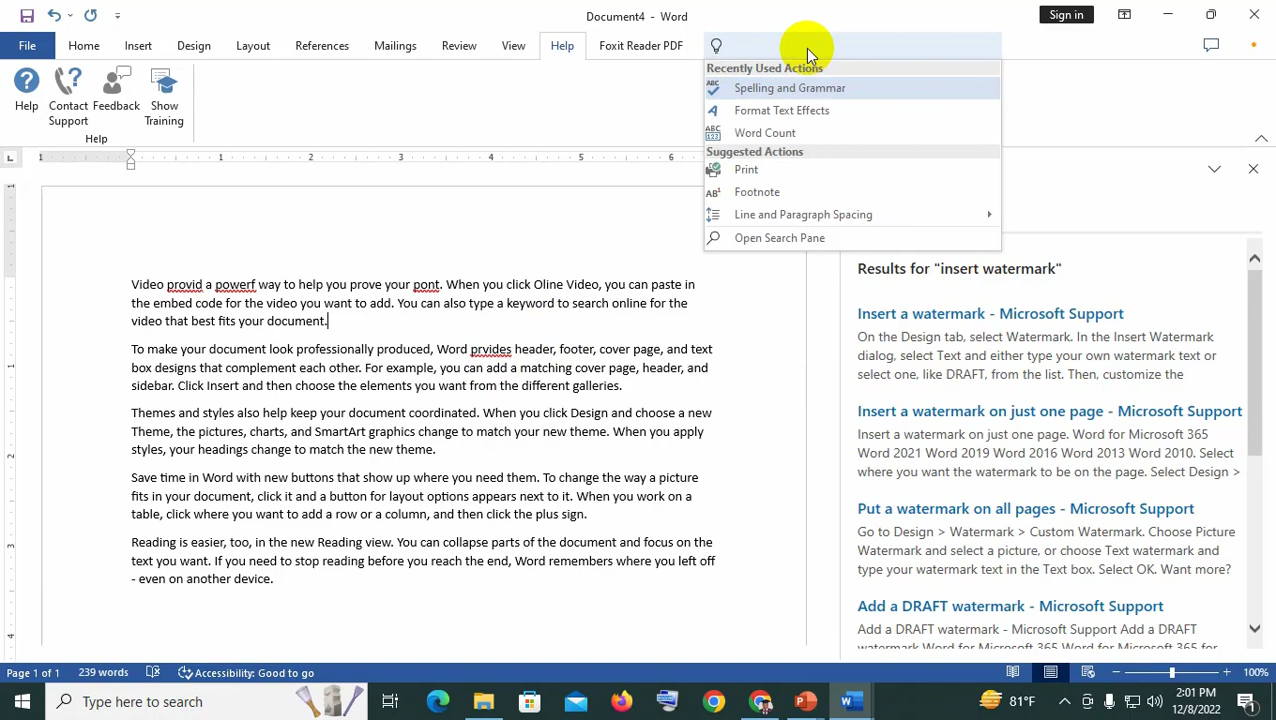 Document4 - Word
Sign in
File
Home
Insert
Design
Layout
References
Mailings
Review
View
Help
Foxit Reader PDF
Recently Used Actions
Spelling and Grammar
Format Text Effects
Word Count
Suggested Actions
Print
Footnote
Line and Paragraph Spacing
Open Search Pane
Help
Contact Support
Feedback
Show Training
Help
1 1 2 3 4 5 6
Video provid a powerf way to help you prove your pont. When you click Oline Video, you can paste in
the embed code for the video you want to add. You can also type a keyword to search online for the
video that best fits your document.
To make your document look professionally produced, Word prvides header, footer, cover page, and text
box designs that complement each other. For example, you can add a matching cover page, header, and
sidebar. Click Insert and then choose the elements you want from the different galleries.
Themes and styles also help keep your document coordinated. When you click Design and choose a new
Theme, the pictures, charts, and SmartArt graphics change to match your new theme. When you apply
styles, your headings change to match the new theme.
Save time in Word with new buttons that show up where you need them. To change the way a picture
fits in your document, click it and a button for layout options appears next to it. When you work on a
table, click where you want to add a row or a column, and then click the plus sign.
Reading is easier, too, in the new Reading view. You can collapse parts of the document and focus on the
text you want. If you need to stop reading before you reach the end, Word remembers where you left off
- even on another device.
Results for "insert watermark"
Insert a watermark - Microsoft Support
On the Design tab, select Watermark. In the Insert Watermark
dialog, select Text and either type your own watermark text or
select one, like DRAFT, from the list. Then, customize the
Insert a watermark on just one page - Microsoft Support
Insert a watermark on just one page. Word for Microsoft 365
Word 2021 Word 2019 Word 2016 Word 2013 Word 2010. Select
where you want the watermark to be on the page. Select Design >
Put a watermark on all pages - Microsoft Support
Go to Design > Watermark > Custom Watermark. Choose Picture
Watermark and select a picture, or choose Text watermark and
type your watermark text in the Text box. Select OK. Want more?
Add a DRAFT watermark - Microsoft Support
Add a DRAFT watermark - Microsoft Support Add a DRAFT
watermark Word for Microsoft 365 Word for Microsoft 365 for
Page 1 of 1
239 words
Accessibility: Good to go
100%
Type here to search
81°F
2:01 PM
12/8/2022
1